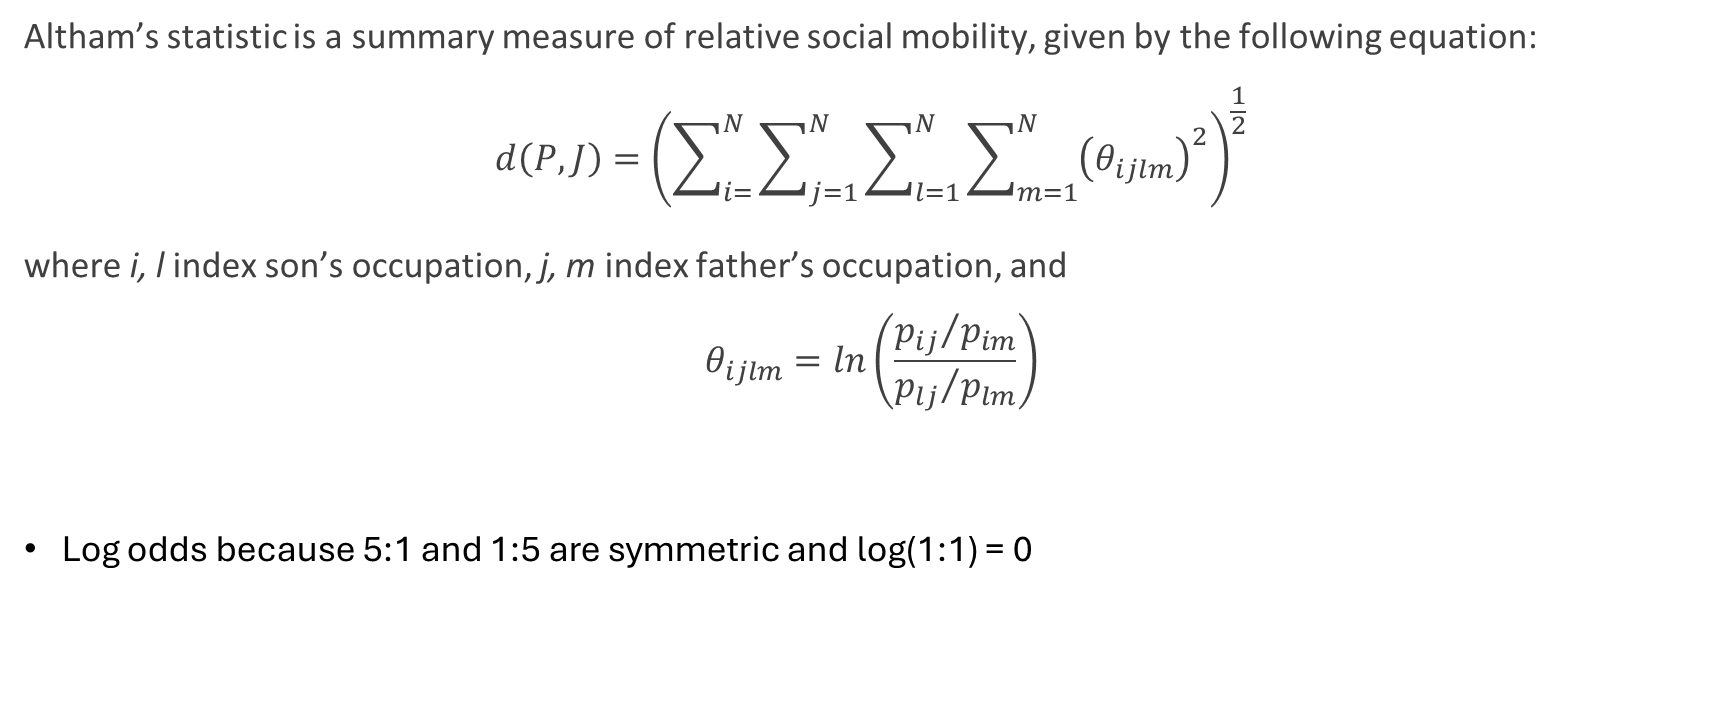 Altham’s statistic is a summary measure of relative social mobility, given by the following equation:
d(P,J) = (∑_{i=}^{N} ∑_{j=1}^{N} ∑_{l=1}^{N} ∑_{m=1}^{N} (θ_{ijlm})^2)^{1/2}
where i, l index son’s occupation, j, m index father’s occupation, and
θ_{ijlm} = ln((p_{ij}/p_{im})/(p_{lj}/p_{lm}))
• Log odds because 5:1 and 1:5 are symmetric and log(1:1) = 0